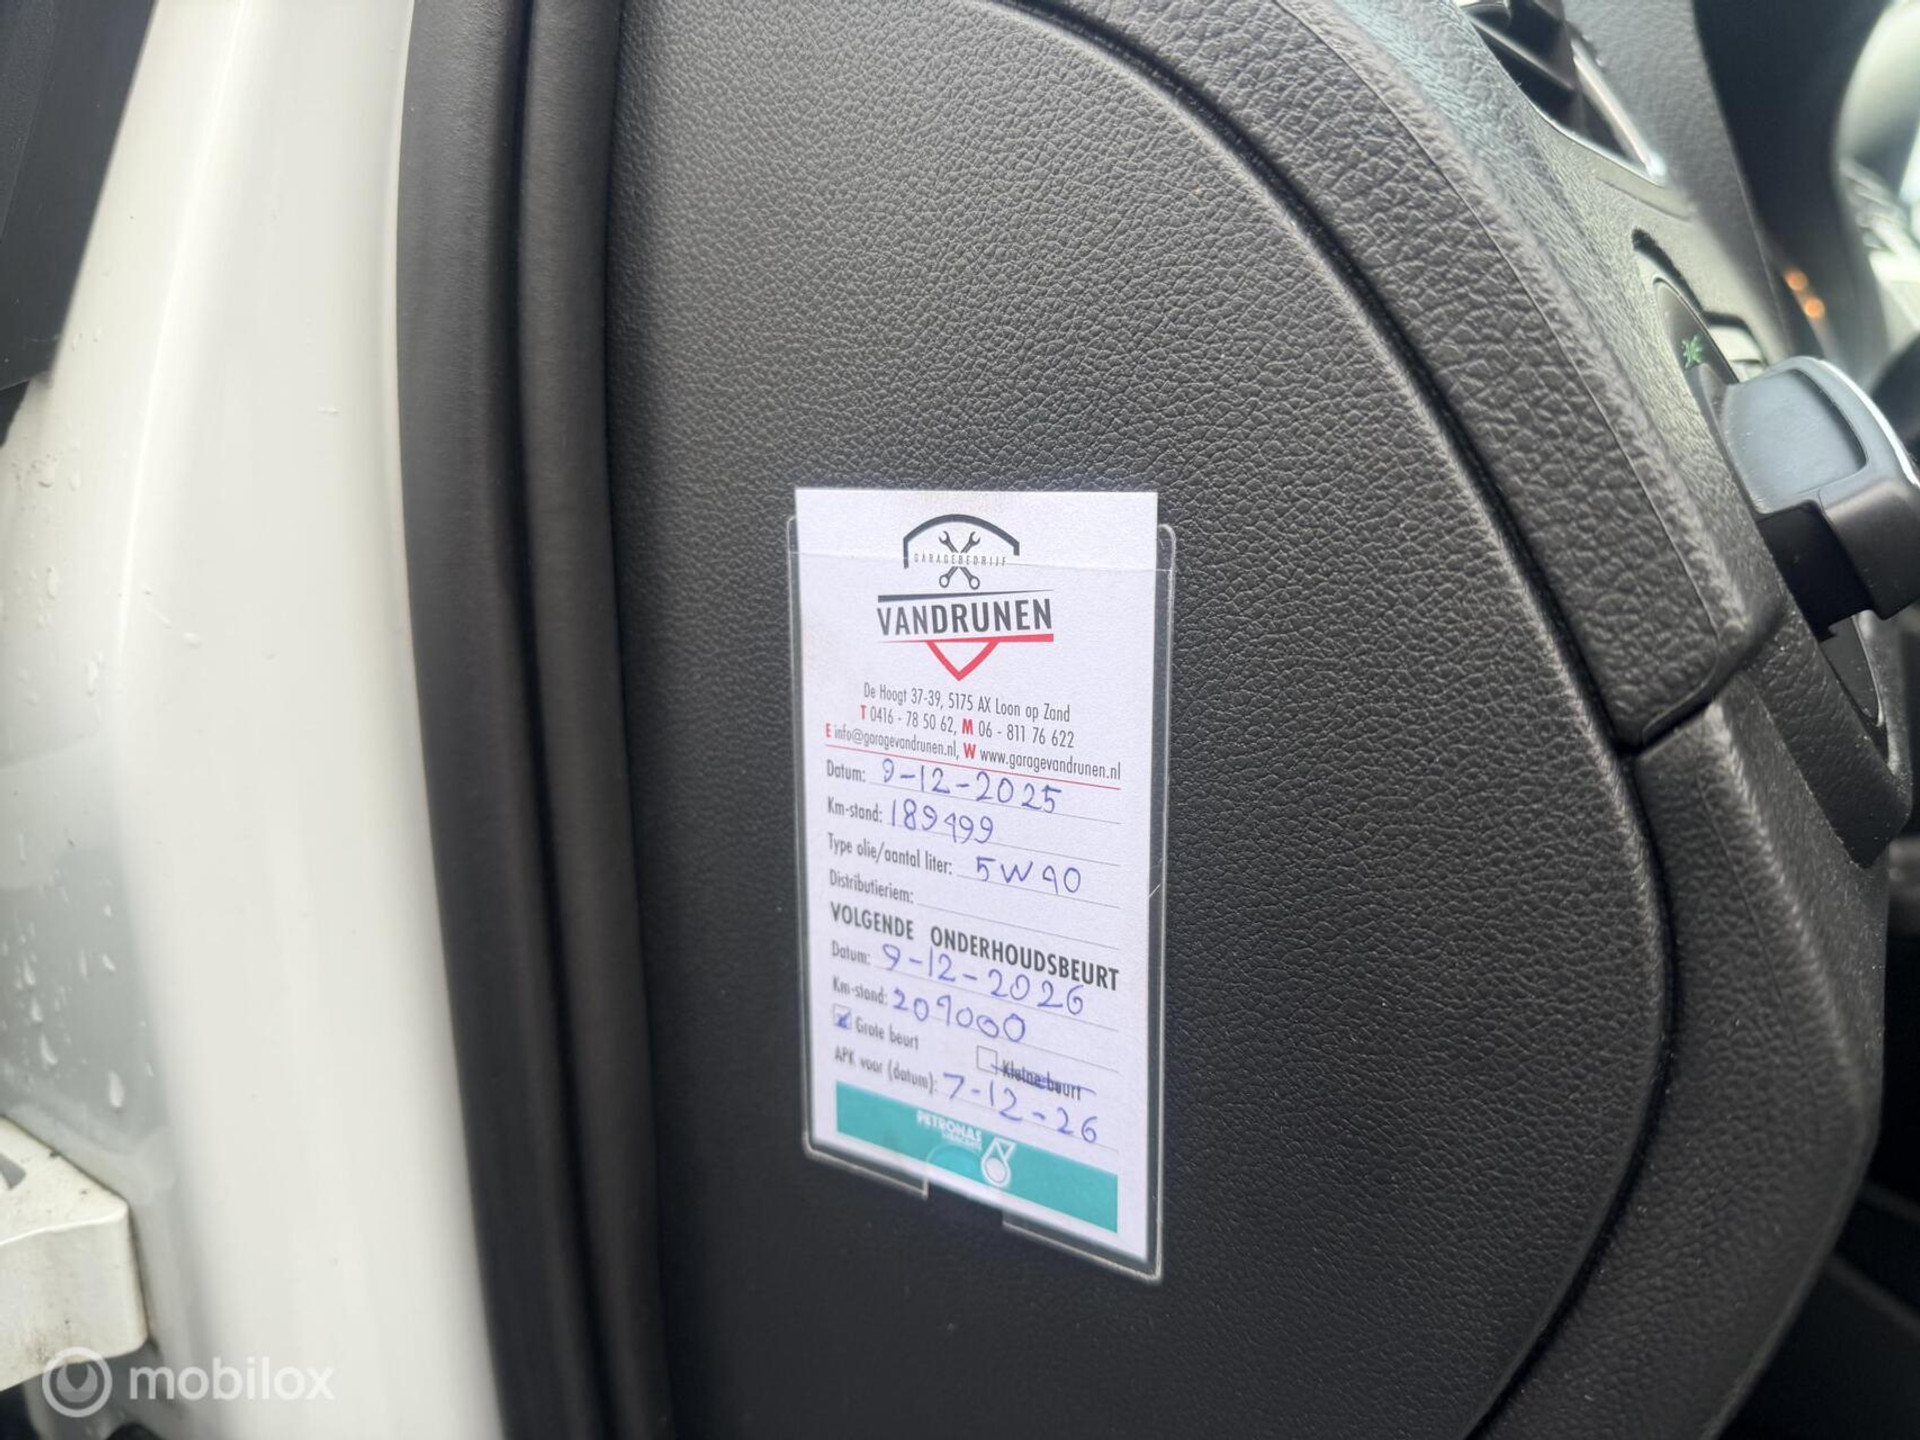 GARAGEBEDRIJF
VANDRUNEN
De Hoogt 37-39, 5175 AX Loon op Zand
T 0416 - 78 50 62, M 06 - 811 76 622
E info@garagevandrunen.nl, W www.garagevandrunen.nl
Datum: 9-12-2025
Km-stand: 189499
Type olie/aantal liter: 5W40
Distributieriem:
VOLGENDE ONDERHOUDSBEURT
Datum: 9-12-2026
Km-stand: 209000
Grote beurt Kleine beurt
APK voor (datum): 7-12-26
PETRONAS
LUBRICANTS
mobilox